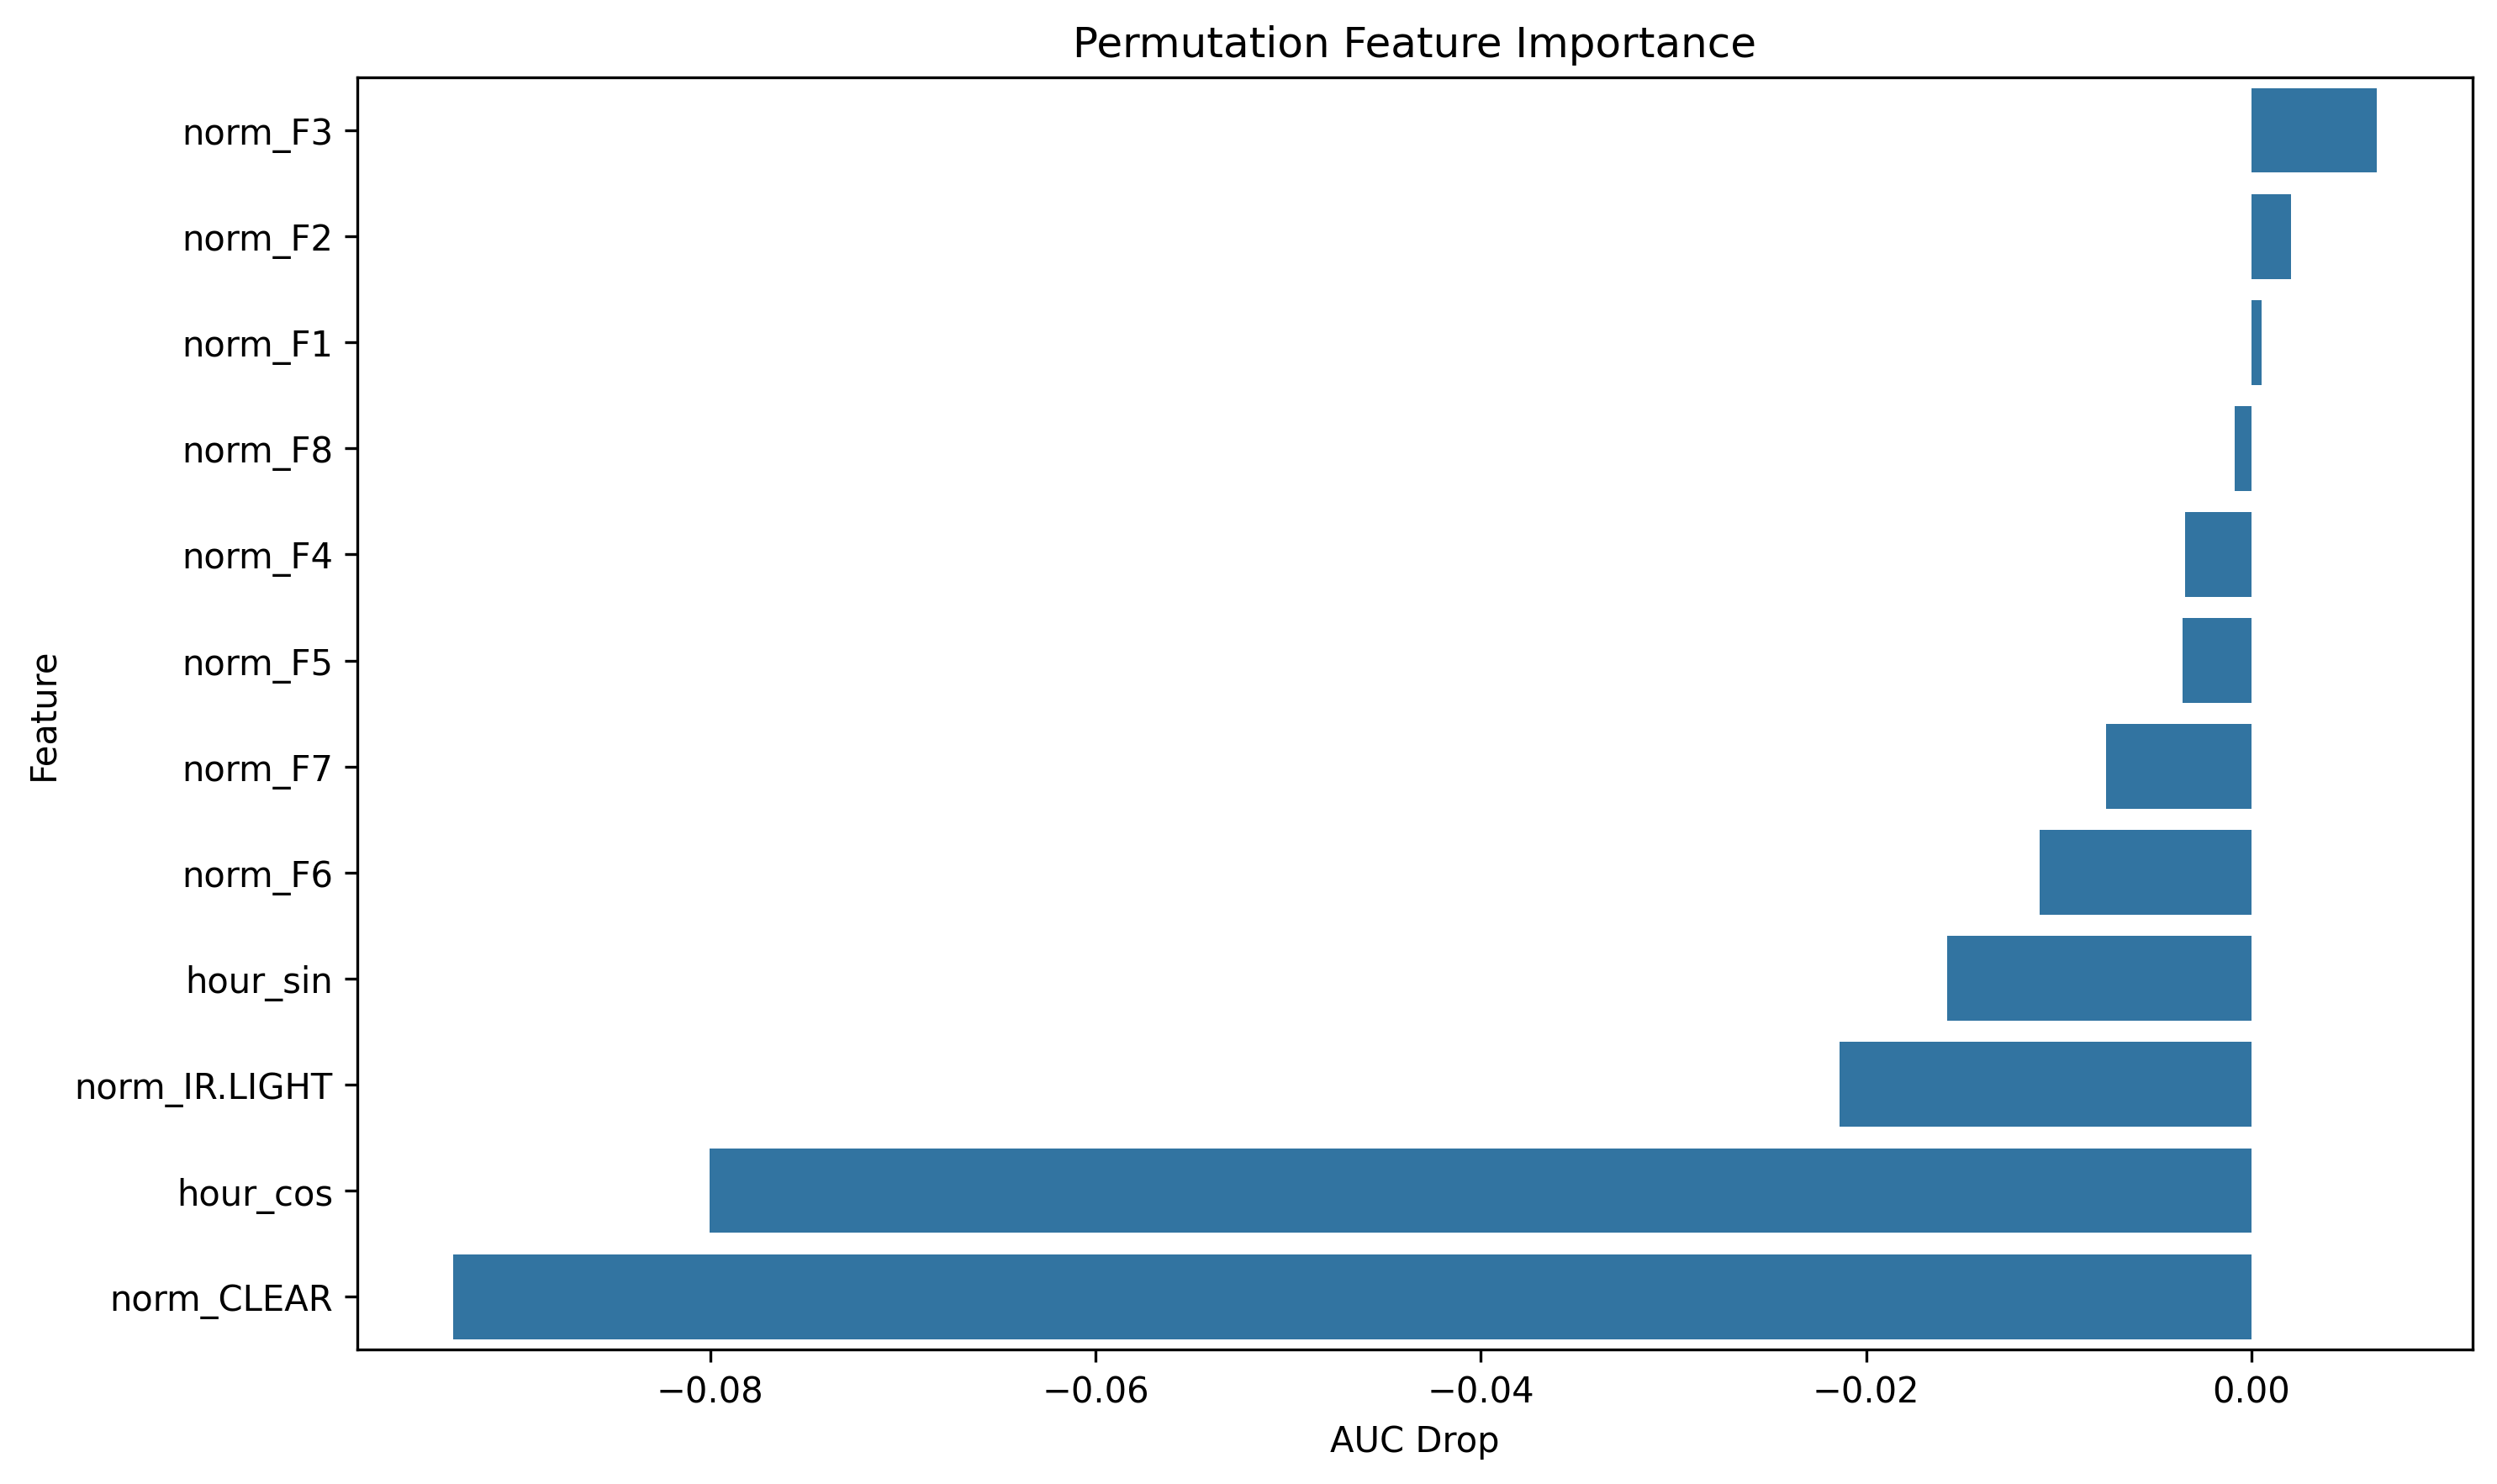 Permutation Feature Importance
norm_F3
norm_F2
norm_F1
norm_F8
norm_F4
norm_F5
norm_F7
norm_F6
hour_sin
norm_IR.LIGHT
hour_cos
norm_CLEAR
Feature
−0.08 −0.06 −0.04 −0.02 0.00
AUC Drop